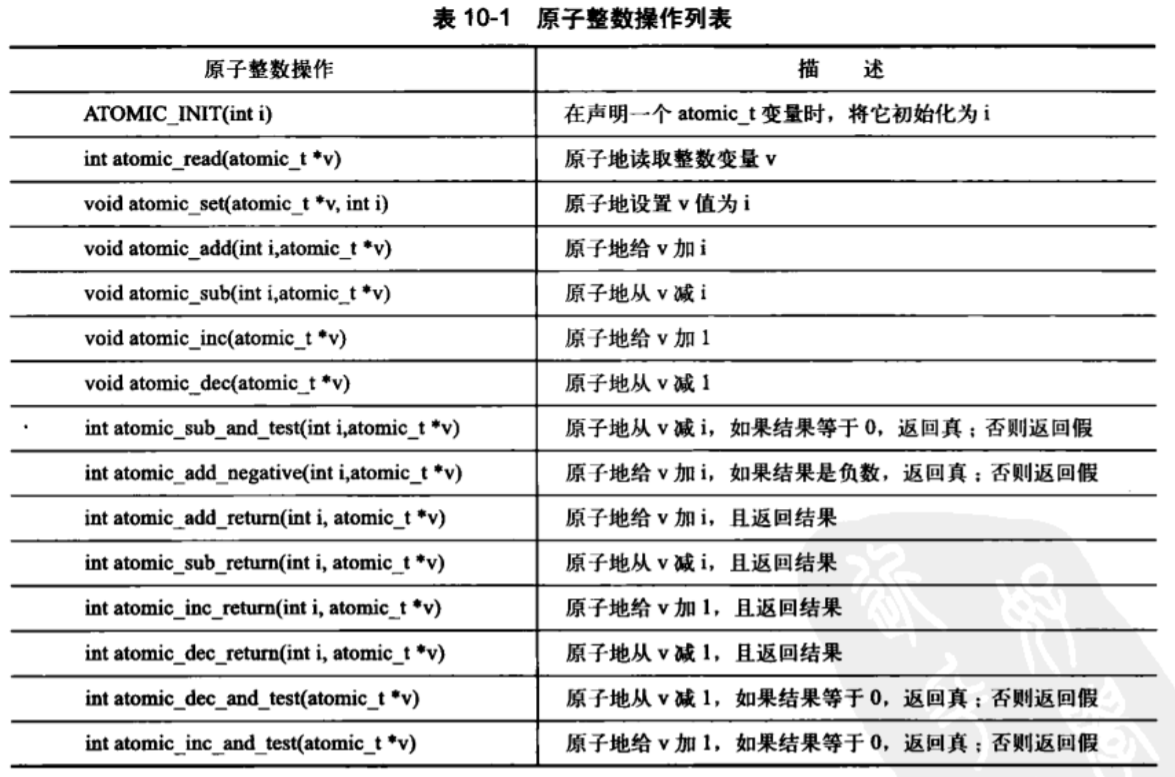 表 10-1 原子整数操作列表
原子整数操作 描 述
ATOMIC_INIT(int i) 在声明一个 atomic_t 变量时，将它初始化为 i
int atomic_read(atomic_t *v) 原子地读取整数变量 v
void atomic_set(atomic_t *v, int i) 原子地设置 v 值为 i
void atomic_add(int i,atomic_t *v) 原子地给 v 加 i
void atomic_sub(int i,atomic_t *v) 原子地从 v 减 i
void atomic_inc(atomic_t *v) 原子地给 v 加 1
void atomic_dec(atomic_t *v) 原子地从 v 减 1
int atomic_sub_and_test(int i,atomic_t *v) 原子地从 v 减 i，如果结果等于 0，返回真；否则返回假
int atomic_add_negative(int i,atomic_t *v) 原子地给 v 加 i，如果结果是负数，返回真；否则返回假
int atomic_add_return(int i, atomic_t *v) 原子地给 v 加 i，且返回结果
int atomic_sub_return(int i, atomic_t *v) 原子地从 v 减 i，且返回结果
int atomic_inc_return(int i, atomic_t *v) 原子地给 v 加 1，且返回结果
int atomic_dec_return(int i, atomic_t *v) 原子地从 v 减 1，且返回结果
int atomic_dec_and_test(atomic_t *v) 原子地从 v 减 1，如果结果等于 0，返回真；否则返回假
int atomic_inc_and_test(atomic_t *v) 原子地给 v 加 1，如果结果等于 0，返回真；否则返回假